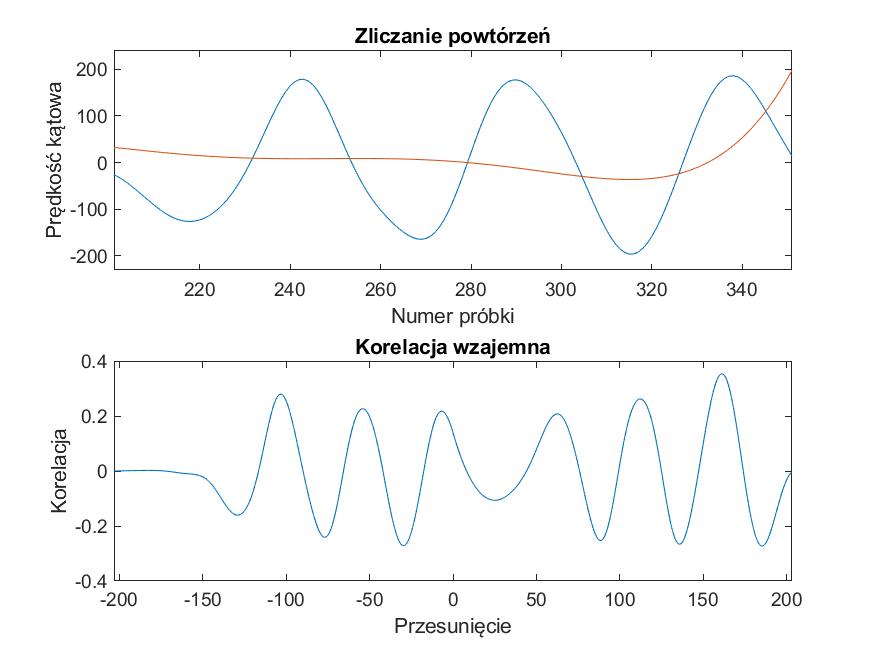 Zliczanie powtórzeń
200
100
0
-100
-200
Prędkość kątowa
220 240 260 280 300 320 340
Numer próbki
Korelacja wzajemna
0.4
0.2
0
-0.2
-0.4
Korelacja
-200 -150 -100 -50 0 50 100 150 200
Przesunięcie